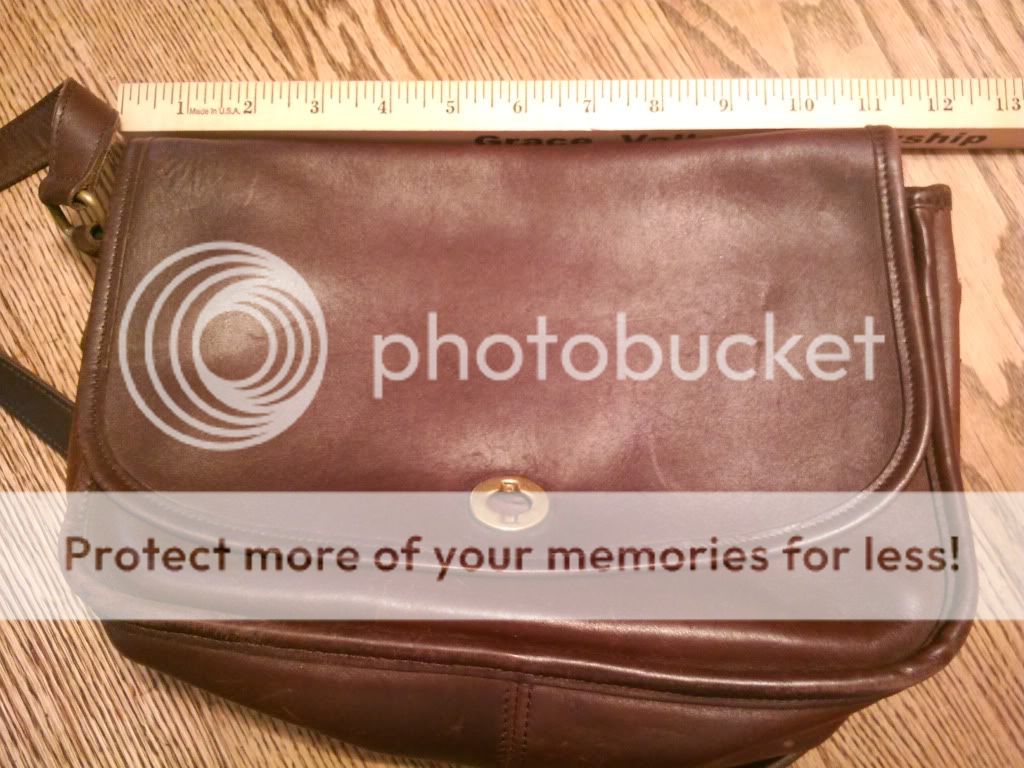 1 2 3 4 5 6 7 8 9 10 11 12 13
Made in U.S.A.
Grace
photobucket
Protect more of your memories for less!